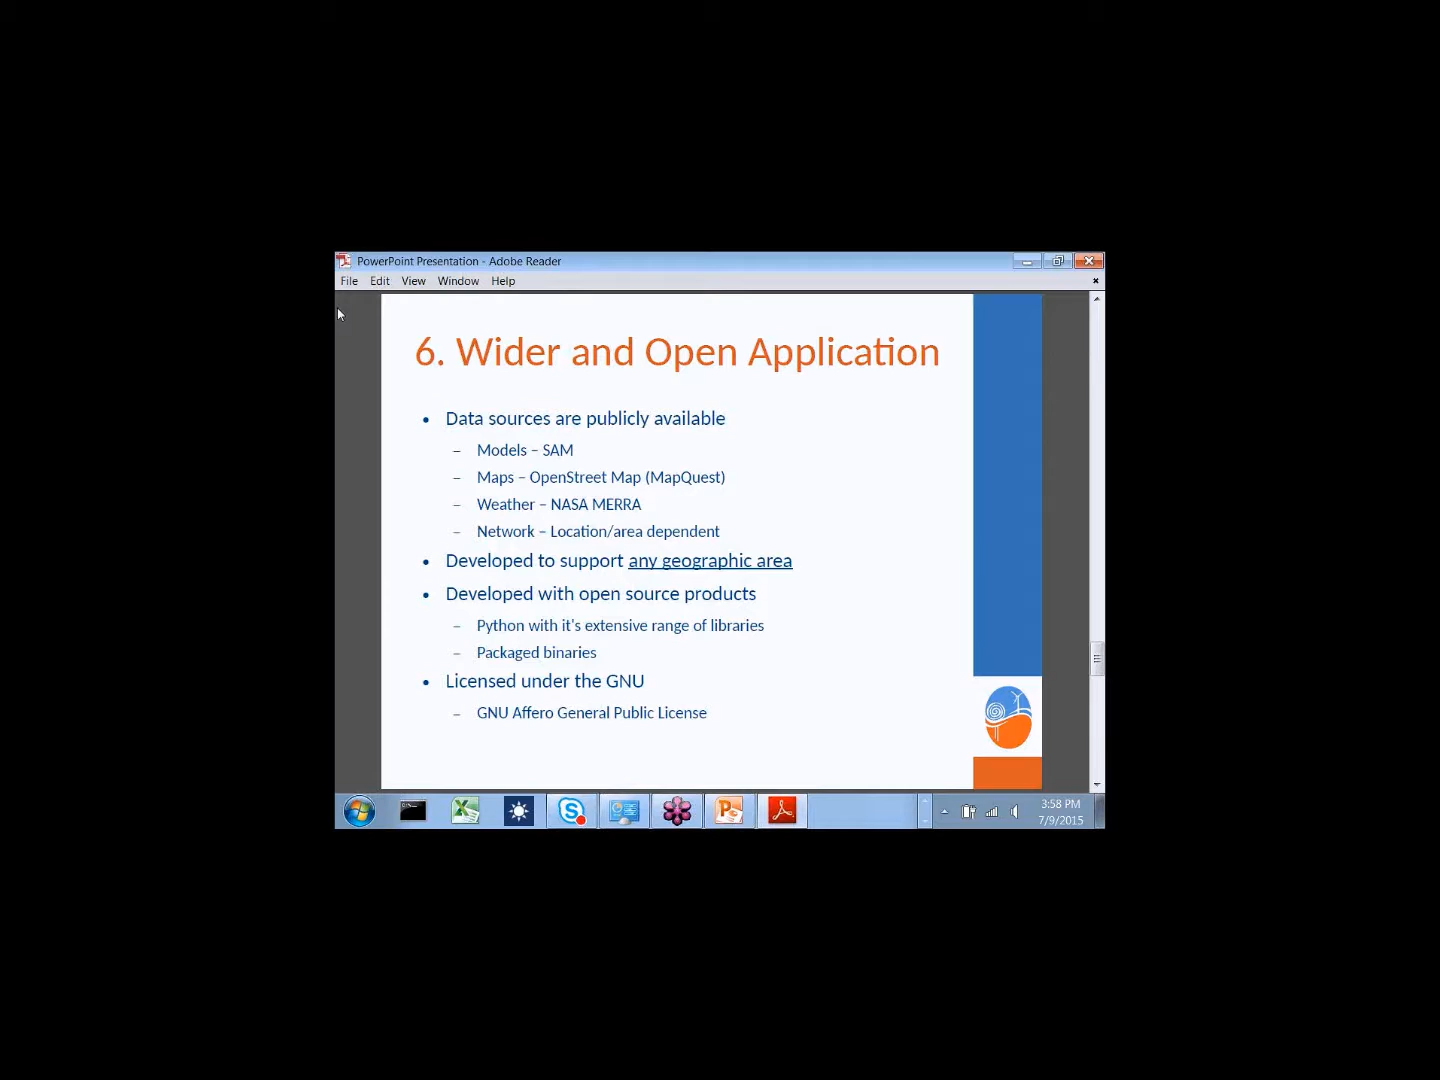 PowerPoint Presentation - Adobe Reader
File Edit View Window Help
6. Wider and Open Application
• Data sources are publicly available
– Models – SAM
– Maps – OpenStreet Map (MapQuest)
– Weather – NASA MERRA
– Network – Location/area dependent
• Developed to support any geographic area
• Developed with open source products
– Python with it's extensive range of libraries
– Packaged binaries
• Licensed under the GNU
– GNU Affero General Public License
3:58 PM
7/9/2015